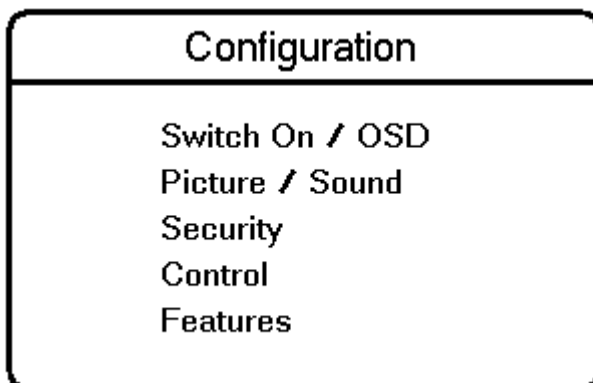 Configuration
Switch On / OSD
Picture / Sound
Security
Control
Features